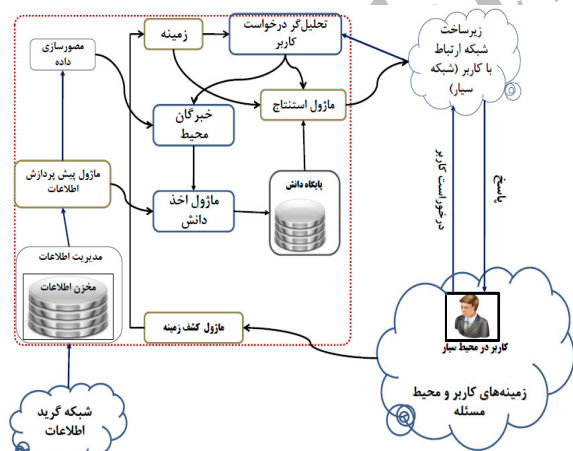 زیرساخت
شبکه ارتباط
با کاربر (شبکه
سیار)
تحلیل‌گر درخواست
کاربر
زمینه
مصورسازی
داده
خبرگان
محیط
ماژول استنتاج
ماژول پیش پردازش
اطلاعات
ماژول اخذ
دانش
پایگاه دانش
درخوراست کاربر
پاسخ
مدیریت اطلاعات
مخزن اطلاعات
ماژول کشف زمینه
کاربر در محیط سیار
زمینه‌های کاربر و محیط
مسئله
شبکه گرید
اطلاعات